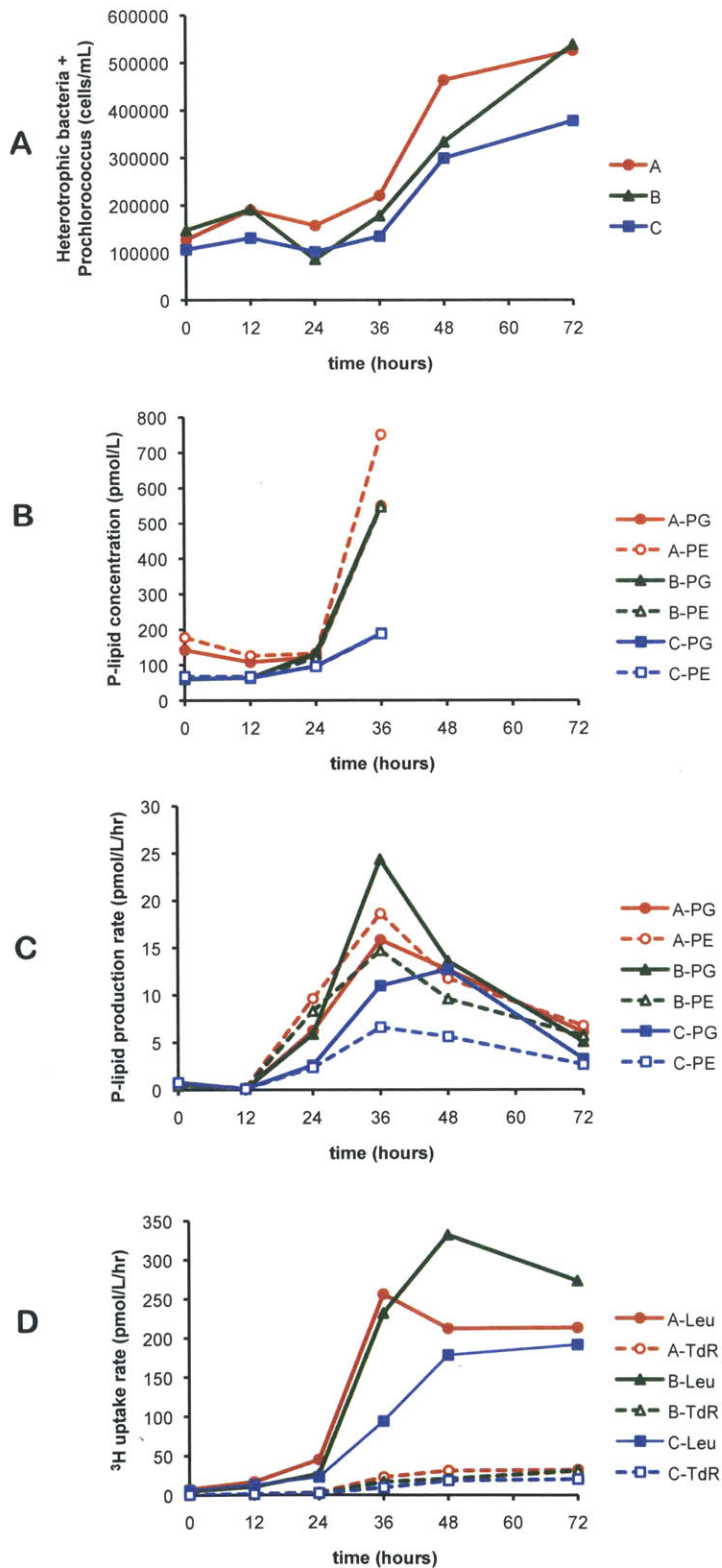 A
Heterotrophic bacteria +
Prochlorococcus (cells/mL)
600000
500000
400000
300000
200000
100000
0
0 12 24 36 48 60 72
time (hours)
A
B
C
B
P-lipid concentration (pmol/L)
800
700
600
500
400
300
200
100
0
0 12 24 36 48 60 72
time (hours)
A-PG
A-PE
B-PG
B-PE
C-PG
C-PE
C
P-lipid production rate (pmol/L/hr)
30
25
20
15
10
5
0
0 12 24 36 48 60 72
time (hours)
A-PG
A-PE
B-PG
B-PE
C-PG
C-PE
D
³H uptake rate (pmol/L/hr)
350
300
250
200
150
100
50
0
0 12 24 36 48 60 72
time (hours)
A-Leu
A-TdR
B-Leu
B-TdR
C-Leu
C-TdR